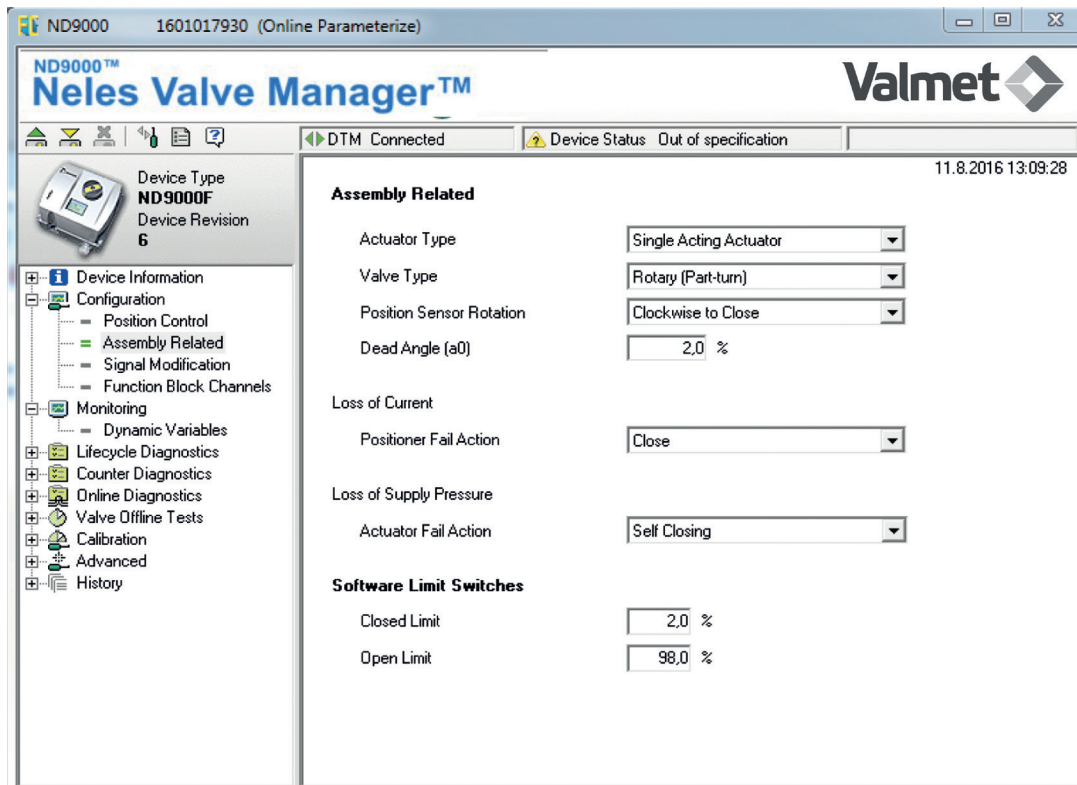 ND9000 1601017930 (Online Parameterize)
ND9000™
Neles Valve Manager™
Valmet
DTM Connected
Device Status Out of specification
11.8.2016 13:09:28
Device Type
ND9000F
Device Revision
6
Device Information
Configuration
Position Control
Assembly Related
Signal Modification
Function Block Channels
Monitoring
Dynamic Variables
Lifecycle Diagnostics
Counter Diagnostics
Online Diagnostics
Valve Offline Tests
Calibration
Advanced
History
Assembly Related
Actuator Type Single Acting Actuator
Valve Type Rotary (Part-turn)
Position Sensor Rotation Clockwise to Close
Dead Angle (a0) 2,0 %
Loss of Current
Positioner Fail Action Close
Loss of Supply Pressure
Actuator Fail Action Self Closing
Software Limit Switches
Closed Limit 2,0 %
Open Limit 98,0 %